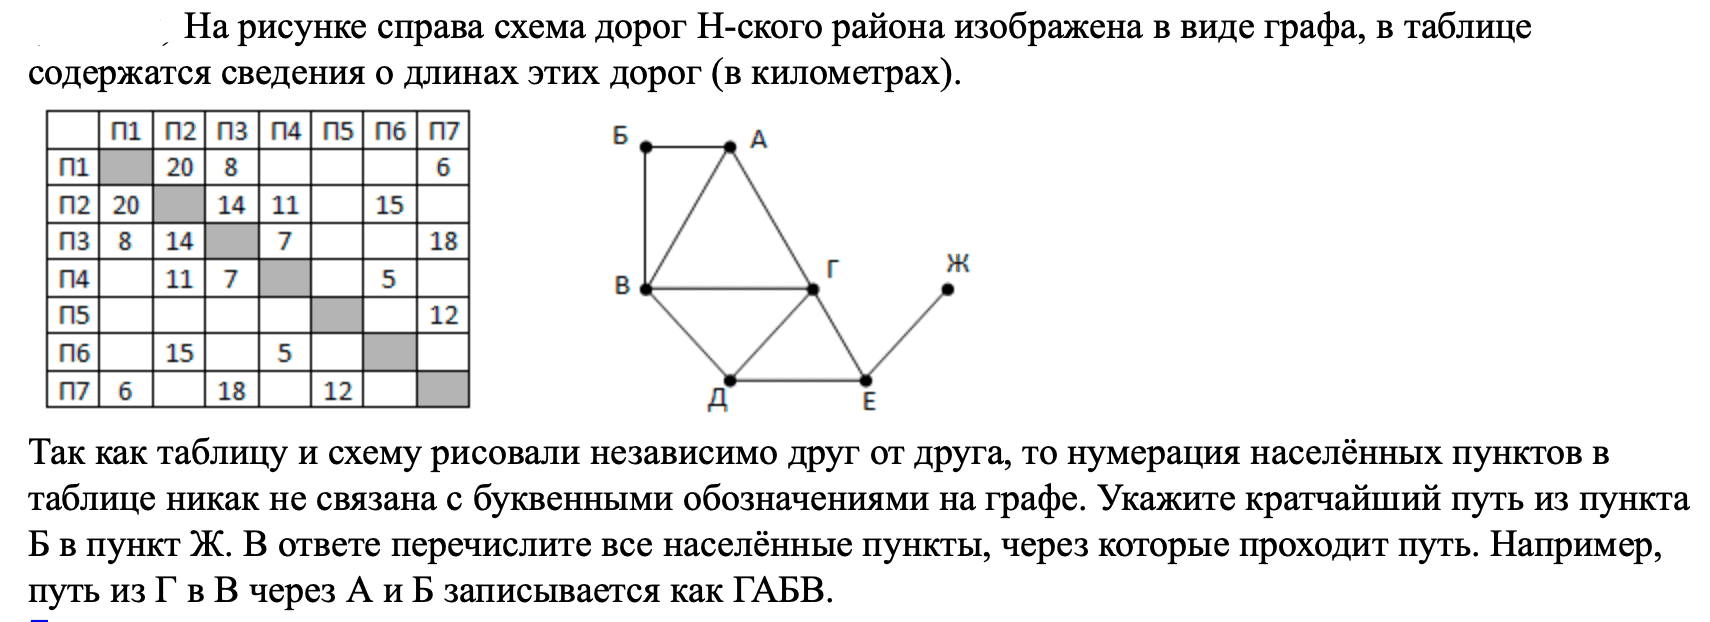 На рисунке справа схема дорог Н-ского района изображена в виде графа, в таблице
содержатся сведения о длинах этих дорог (в километрах).
П1 П2 П3 П4 П5 П6 П7
П1 20 8 6
П2 20 14 11 15
П3 8 14 7 18
П4 11 7 5
П5 12
П6 15 5
П7 6 18 12
Б А
В Г Ж
Д Е
Так как таблицу и схему рисовали независимо друг от друга, то нумерация населённых пунктов в
таблице никак не связана с буквенными обозначениями на графе. Укажите кратчайший путь из пункта
Б в пункт Ж. В ответе перечислите все населённые пункты, через которые проходит путь. Например,
путь из Г в В через А и Б записывается как ГАБВ.